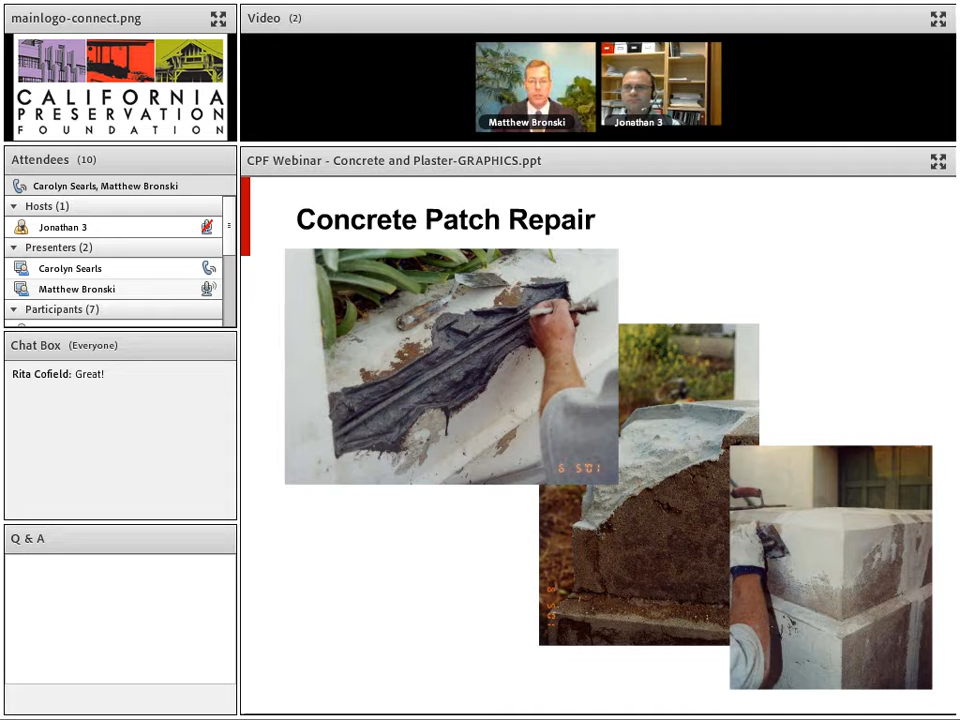 mainlogo-connect.png
CALIFORNIA
PRESERVATION
FOUNDATION
Attendees (10)
Carolyn Searls, Matthew Bronski
Hosts (1)
Jonathan 3
Presenters (2)
Carolyn Searls
Matthew Bronski
Participants (7)
Chat Box (Everyone)
Rita Cofield: Great!
Q & A
Video (2)
Matthew Bronski
Jonathan 3
CPF Webinar - Concrete and Plaster-GRAPHICS.ppt
Concrete Patch Repair